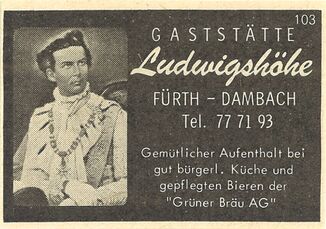 103
GASTSTÄTTE
Ludwigshöhe
FÜRTH - DAMBACH
Tel. 77 71 93
Gemütlicher Aufenthalt bei
gut bürgerl. Küche und
gepflegten Bieren der
"Grüner Bräu AG"